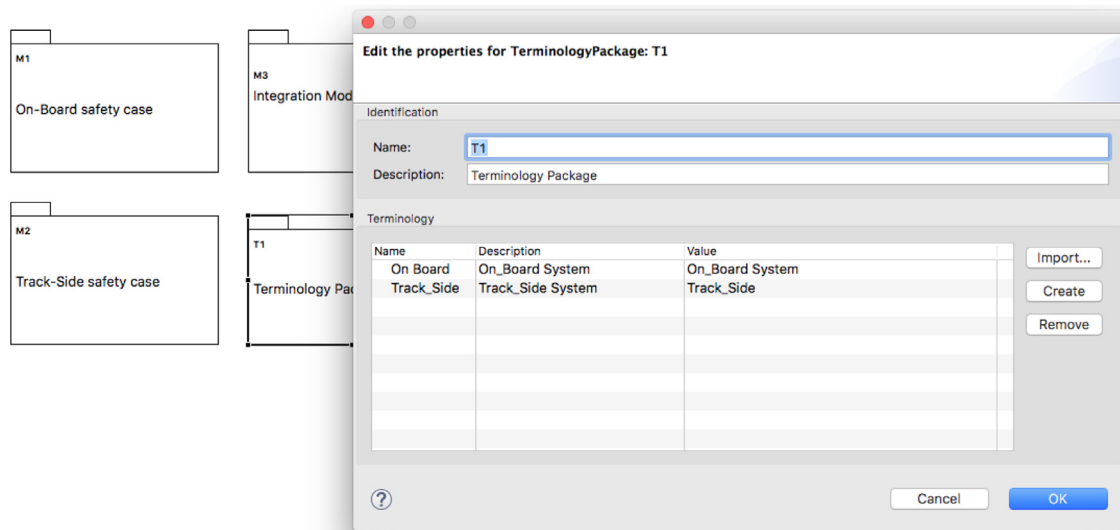 M1
On-Board safety case
M3
Integration Mod
M2
Track-Side safety case
T1
Terminology Pac
Edit the properties for TerminologyPackage: T1
Identification
Name: T1
Description: Terminology Package
Terminology
Name Description Value
On Board On_Board System On_Board System
Track_Side Track_Side System Track_Side
Import...
Create
Remove
?
Cancel OK